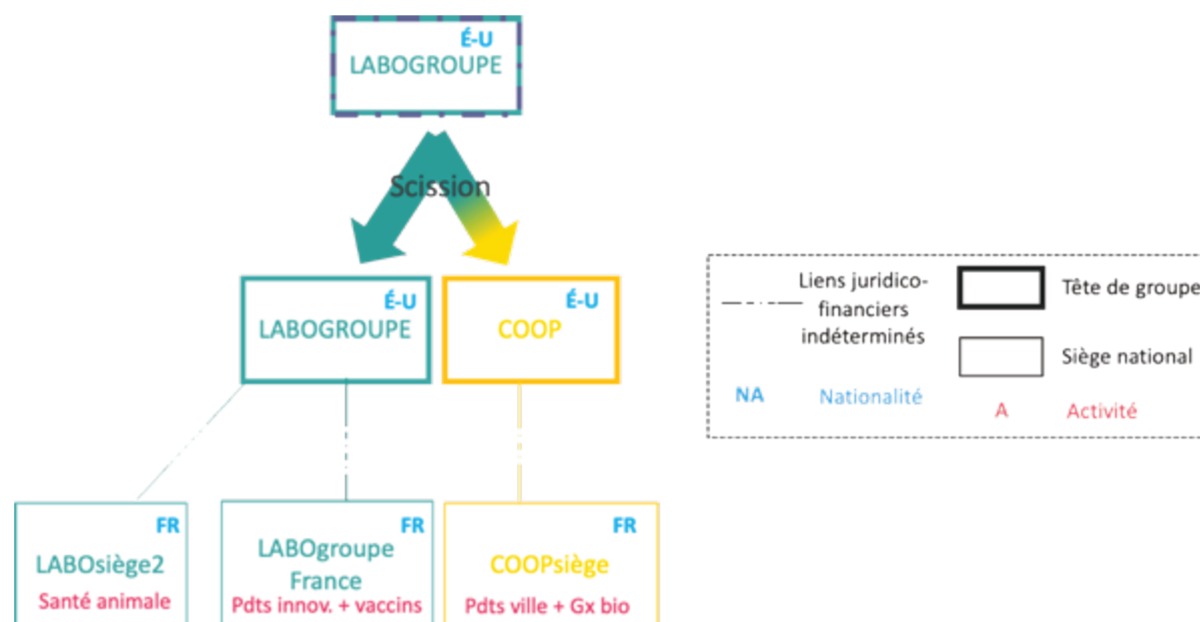 É-U
LABOGROUPE
Scission
É-U
LABOGROUPE
É-U
COOP
FR
LABOsiège2
Santé animale
FR
LABOgroupe
France
Pdts innov. + vaccins
FR
COOPsiège
Pdts ville + Gx bio
Liens juridico-
financiers
indéterminés
Tête de groupe
Siège national
NA
Nationalité
A
Activité